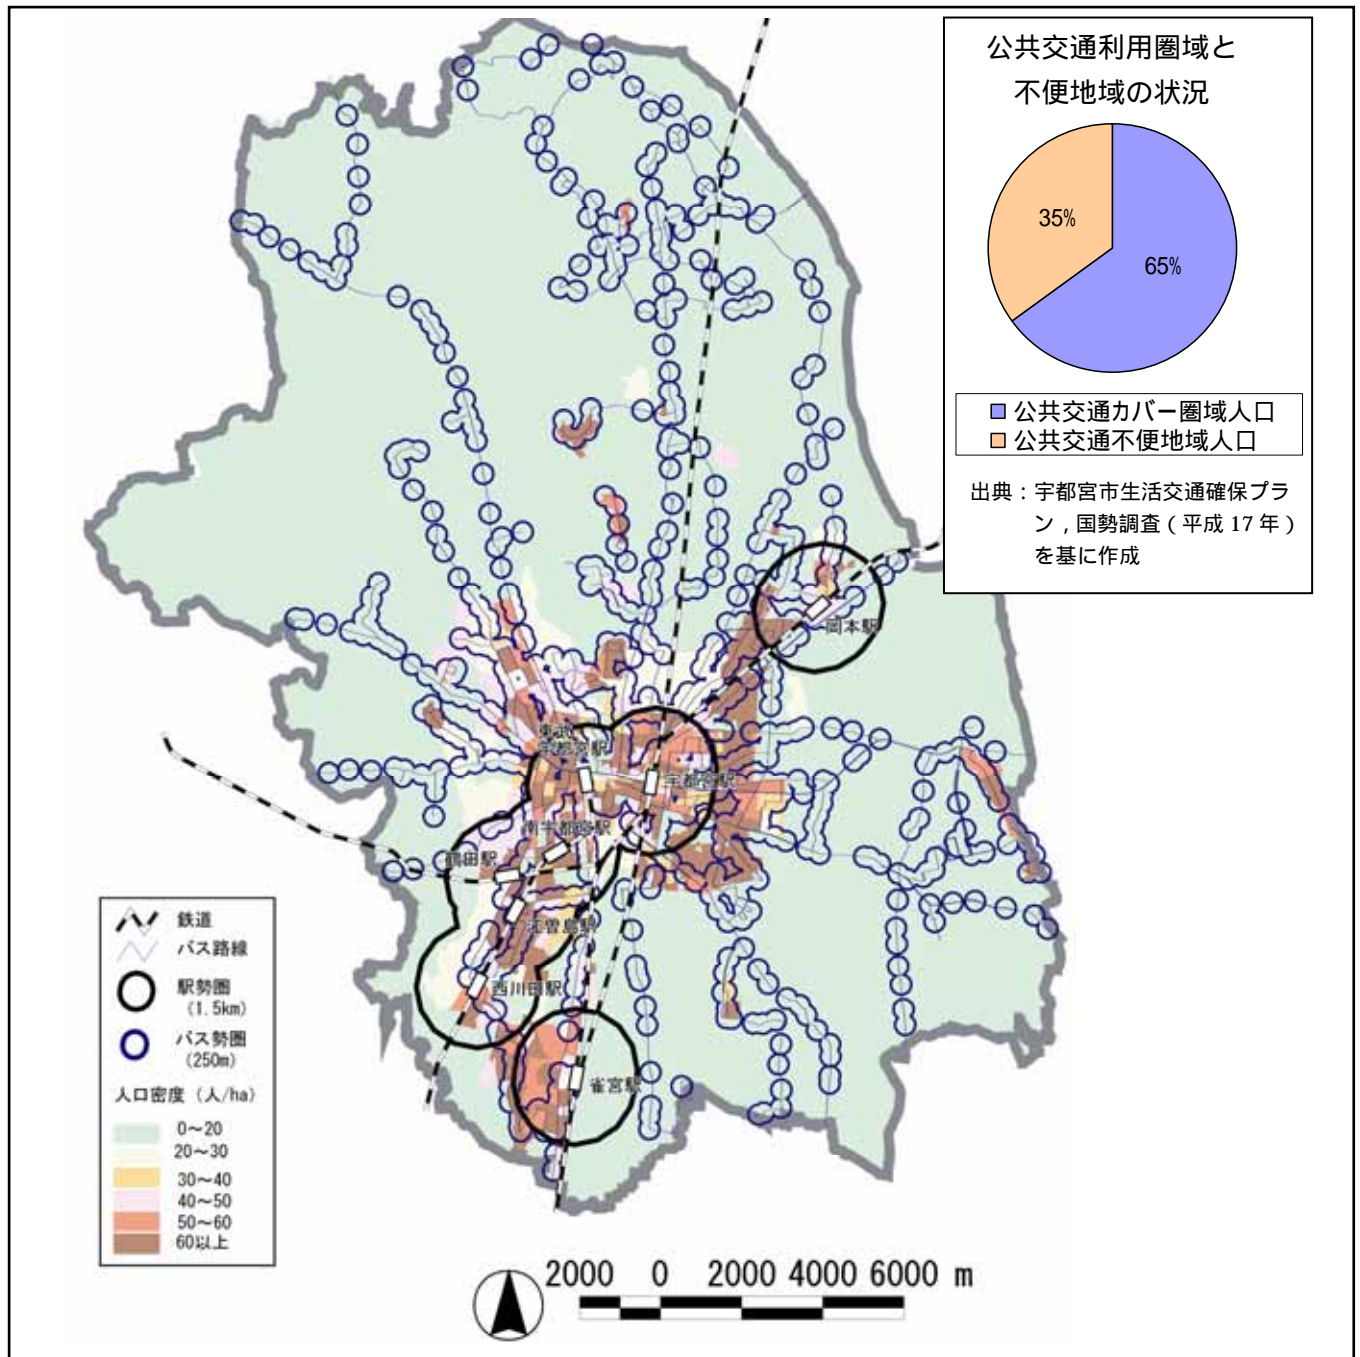 公共交通利用圏域と
不便地域の状況
35%
65%
公共交通カバー圏域人口
公共交通不便地域人口
出典：宇都宮市生活交通確保プラ
ン，国勢調査（平成 17 年）
を基に作成
岡本駅
東武
宇都宮駅
宇都宮駅
南宇都宮駅
鶴田駅
江曽島駅
西川田駅
雀宮駅
鉄道
バス路線
駅勢圏
(1.5km)
バス勢圏
(250m)
人口密度（人/ha）
0～20
20～30
30～40
40～50
50～60
60以上
2000 0 2000 4000 6000 m